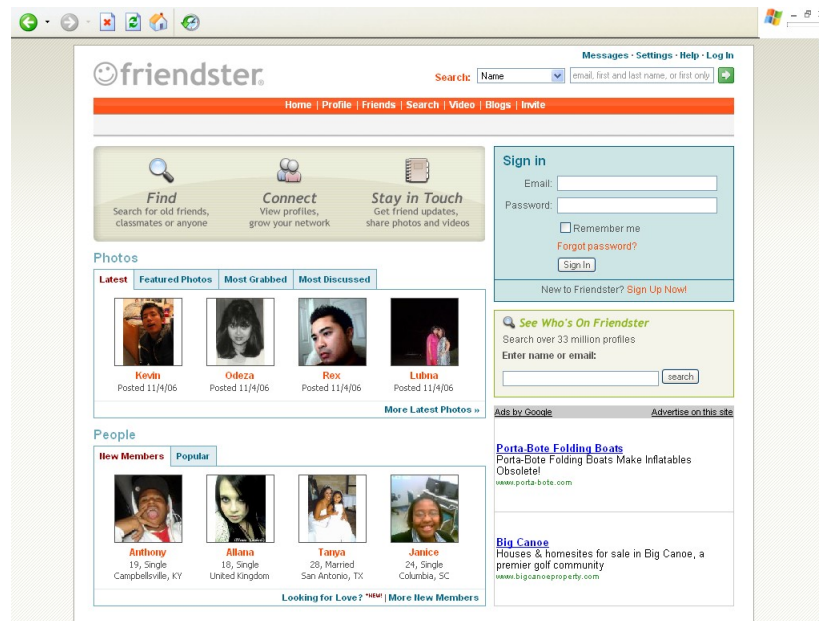 Messages · Settings · Help · Log In
friendster.
Search: Name email, first and last name, or first only
Home | Profile | Friends | Search | Video | Blogs | Invite
Find
Search for old friends,
classmates or anyone
Connect
View profiles,
grow your network
Stay in Touch
Get friend updates,
share photos and videos
Sign in
Email:
Password:
Remember me
Forgot password?
Sign In
New to Friendster? Sign Up Now!
Photos
Latest Featured Photos Most Grabbed Most Discussed
Kevin
Posted 11/4/06
Odeza
Posted 11/4/06
Rex
Posted 11/4/06
Lubna
Posted 11/4/06
More Latest Photos »
See Who's On Friendster
Search over 33 million profiles
Enter name or email:
search
People
New Members Popular
Anthony
19, Single
Campbellsville, KY
Allana
18, Single
United Kingdom
Tanya
28, Married
San Antonio, TX
Janice
24, Single
Columbia, SC
Looking for Love? *NEW! | More New Members
Ads by Google Advertise on this site
Porta-Bote Folding Boats
Porta-Bote Folding Boats Make Inflatables
Obsolete!
www.porta-bote.com
Big Canoe
Houses & homesites for sale in Big Canoe, a
premier golf community
www.bigcanoeproperty.com